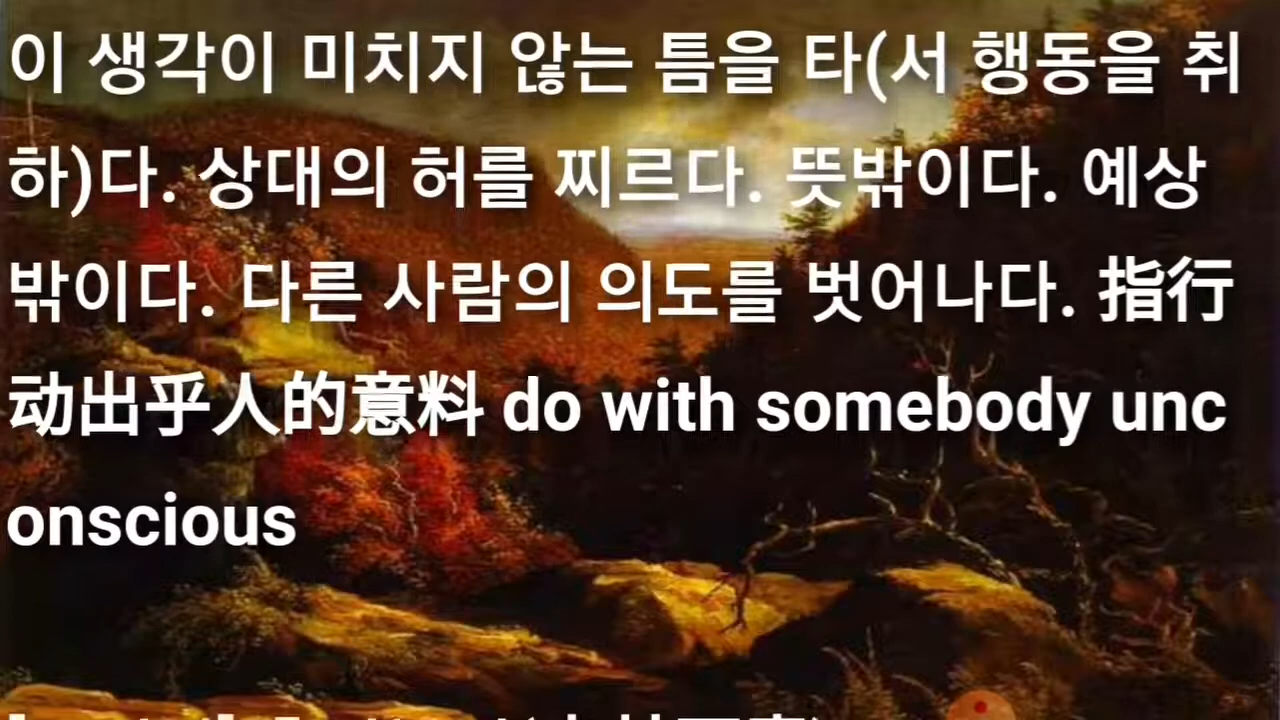 이 생각이 미치지 않는 틈을 타(서 행동을 취
하)다. 상대의 허를 찌르다. 뜻밖이다. 예상
밖이다. 다른 사람의 의도를 벗어나다. 指行
动出乎人的意料 do with somebody unc
onscious